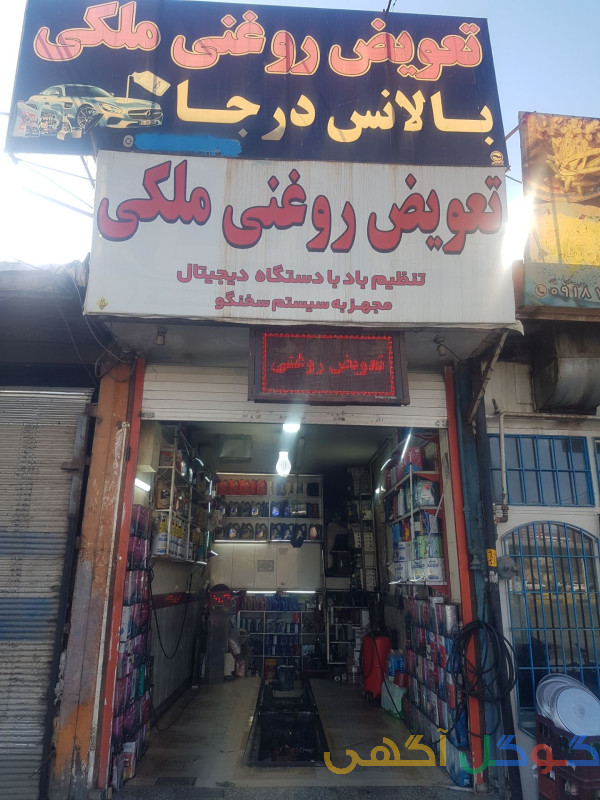 تعویض روغنی ملکی
بالانس درجا
تعویض روغنی ملکی
تنظیم باد با دستگاه دیجیتال
مجهز به سیستم سخنگو
تعویض روغنی
گوگل آگهی